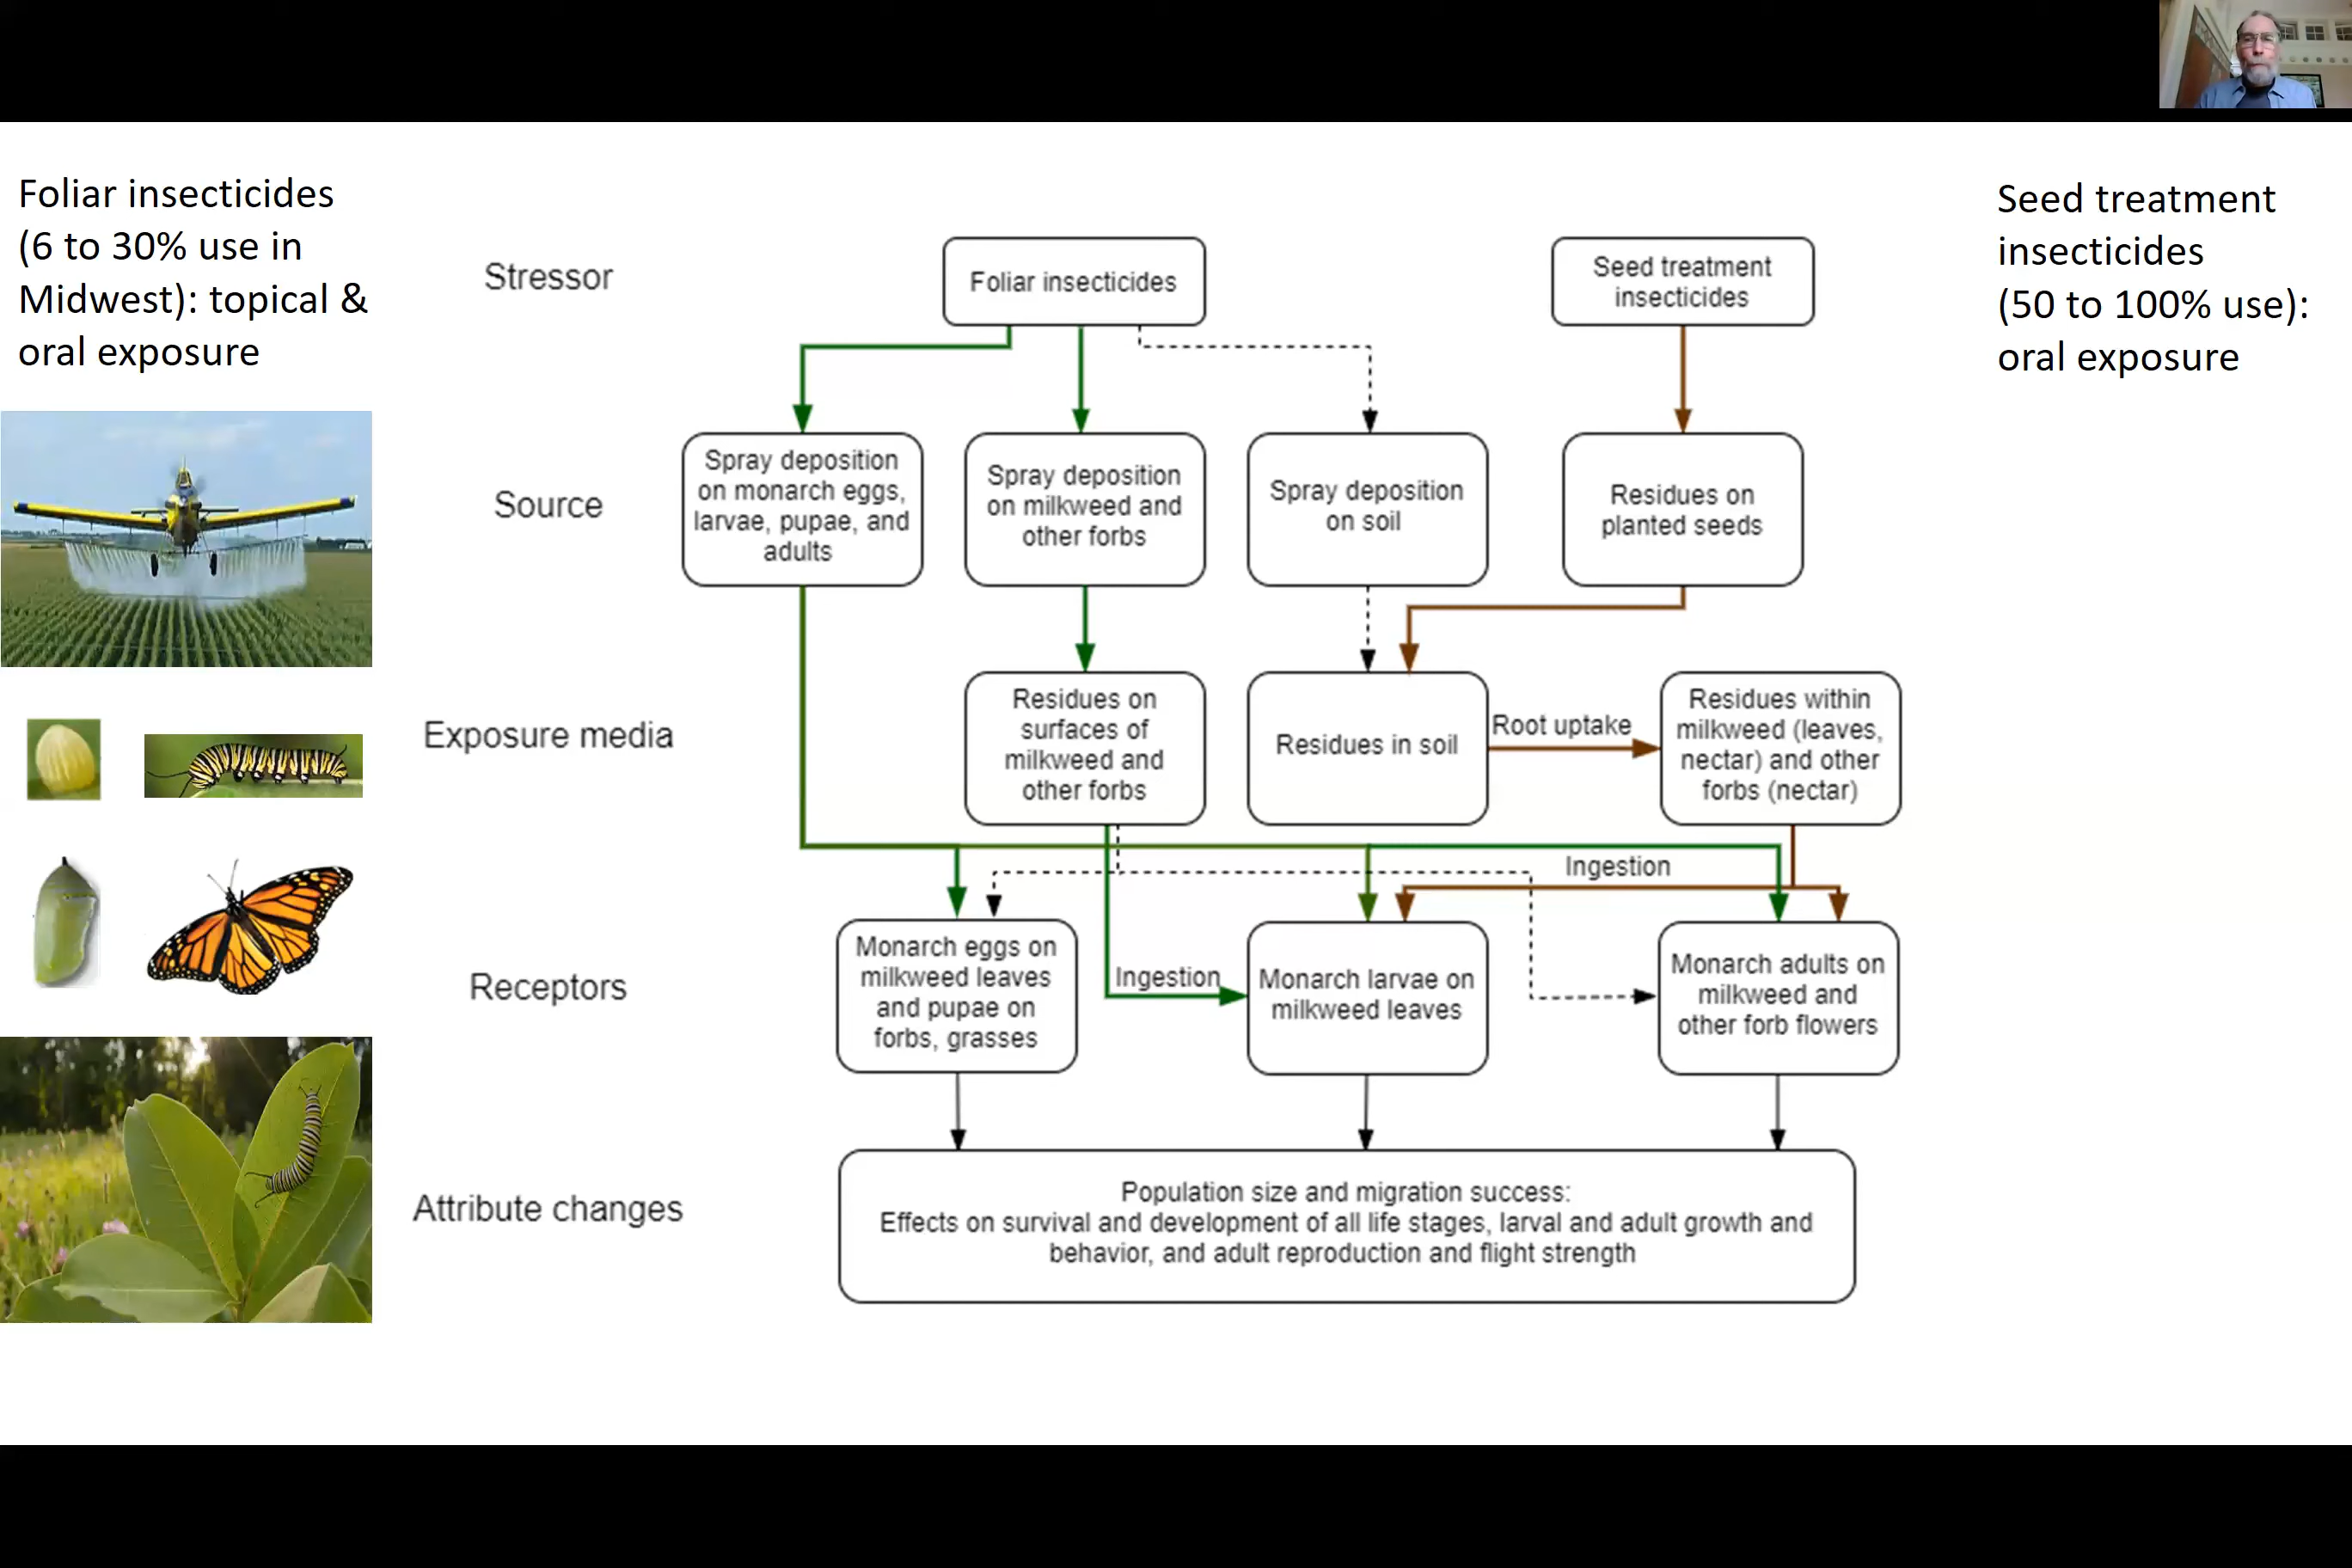 Foliar insecticides
(6 to 30% use in
Midwest): topical &
oral exposure
Seed treatment
insecticides
(50 to 100% use):
oral exposure
Stressor
Foliar insecticides
Seed treatment
insecticides
Source
Spray deposition
on monarch eggs,
larvae, pupae, and
adults
Spray deposition
on milkweed and
other forbs
Spray deposition
on soil
Residues on
planted seeds
Exposure media
Residues on
surfaces of
milkweed and
other forbs
Residues in soil
Root uptake
Residues within
milkweed (leaves,
nectar) and other
forbs (nectar)
Ingestion
Receptors
Monarch eggs on
milkweed leaves
and pupae on
forbs, grasses
Ingestion
Monarch larvae on
milkweed leaves
Monarch adults on
milkweed and
other forb flowers
Attribute changes
Population size and migration success:
Effects on survival and development of all life stages, larval and adult growth and
behavior, and adult reproduction and flight strength